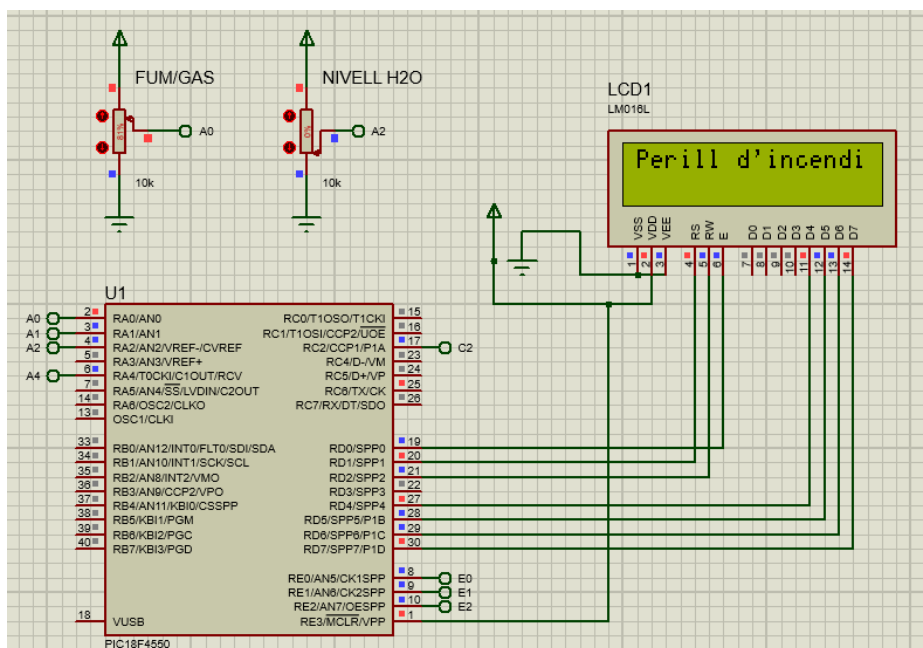 FUM/GAS
81%
A0
10k
NIVELL H2O
0%
A2
10k
LCD1
LM016L
Perill d'incendi
VSS VDD VEE RS RW E D0 D1 D2 D3 D4 D5 D6 D7
1 2 3 4 5 6 7 8 9 10 11 12 13 14
U1
A0 2 RA0/AN0 RC0/T1OSO/T1CKI 15
A1 3 RA1/AN1 RC1/T1OSI/CCP2/UOE 16
A2 4 RA2/AN2/VREF-/CVREF RC2/CCP1/P1A 17 C2
5 RA3/AN3/VREF+ RC4/D-/VM 23
A4 6 RA4/T0CKI/C1OUT/RCV RC5/D+/VP 24
7 RA5/AN4/SS/LVDIN/C2OUT RC6/TX/CK 25
14 RA6/OSC2/CLKO RC7/RX/DT/SDO 26
13 OSC1/CLKI
33 RB0/AN12/INT0/FLT0/SDI/SDA RD0/SPP0 19
34 RB1/AN10/INT1/SCK/SCL RD1/SPP1 20
35 RB2/AN8/INT2/VMO RD2/SPP2 21
36 RB3/AN9/CCP2/VPO RD3/SPP3 22
37 RB4/AN11/KBI0/CSSPP RD4/SPP4 27
38 RB5/KBI1/PGM RD5/SPP5/P1B 28
39 RB6/KBI2/PGC RD6/SPP6/P1C 29
40 RB7/KBI3/PGD RD7/SPP7/P1D 30
RE0/AN5/CK1SPP 8 E0
RE1/AN6/CK2SPP 9 E1
RE2/AN7/OESPP 10 E2
18 VUSB RE3/MCLR/VPP 1
PIC18F4550